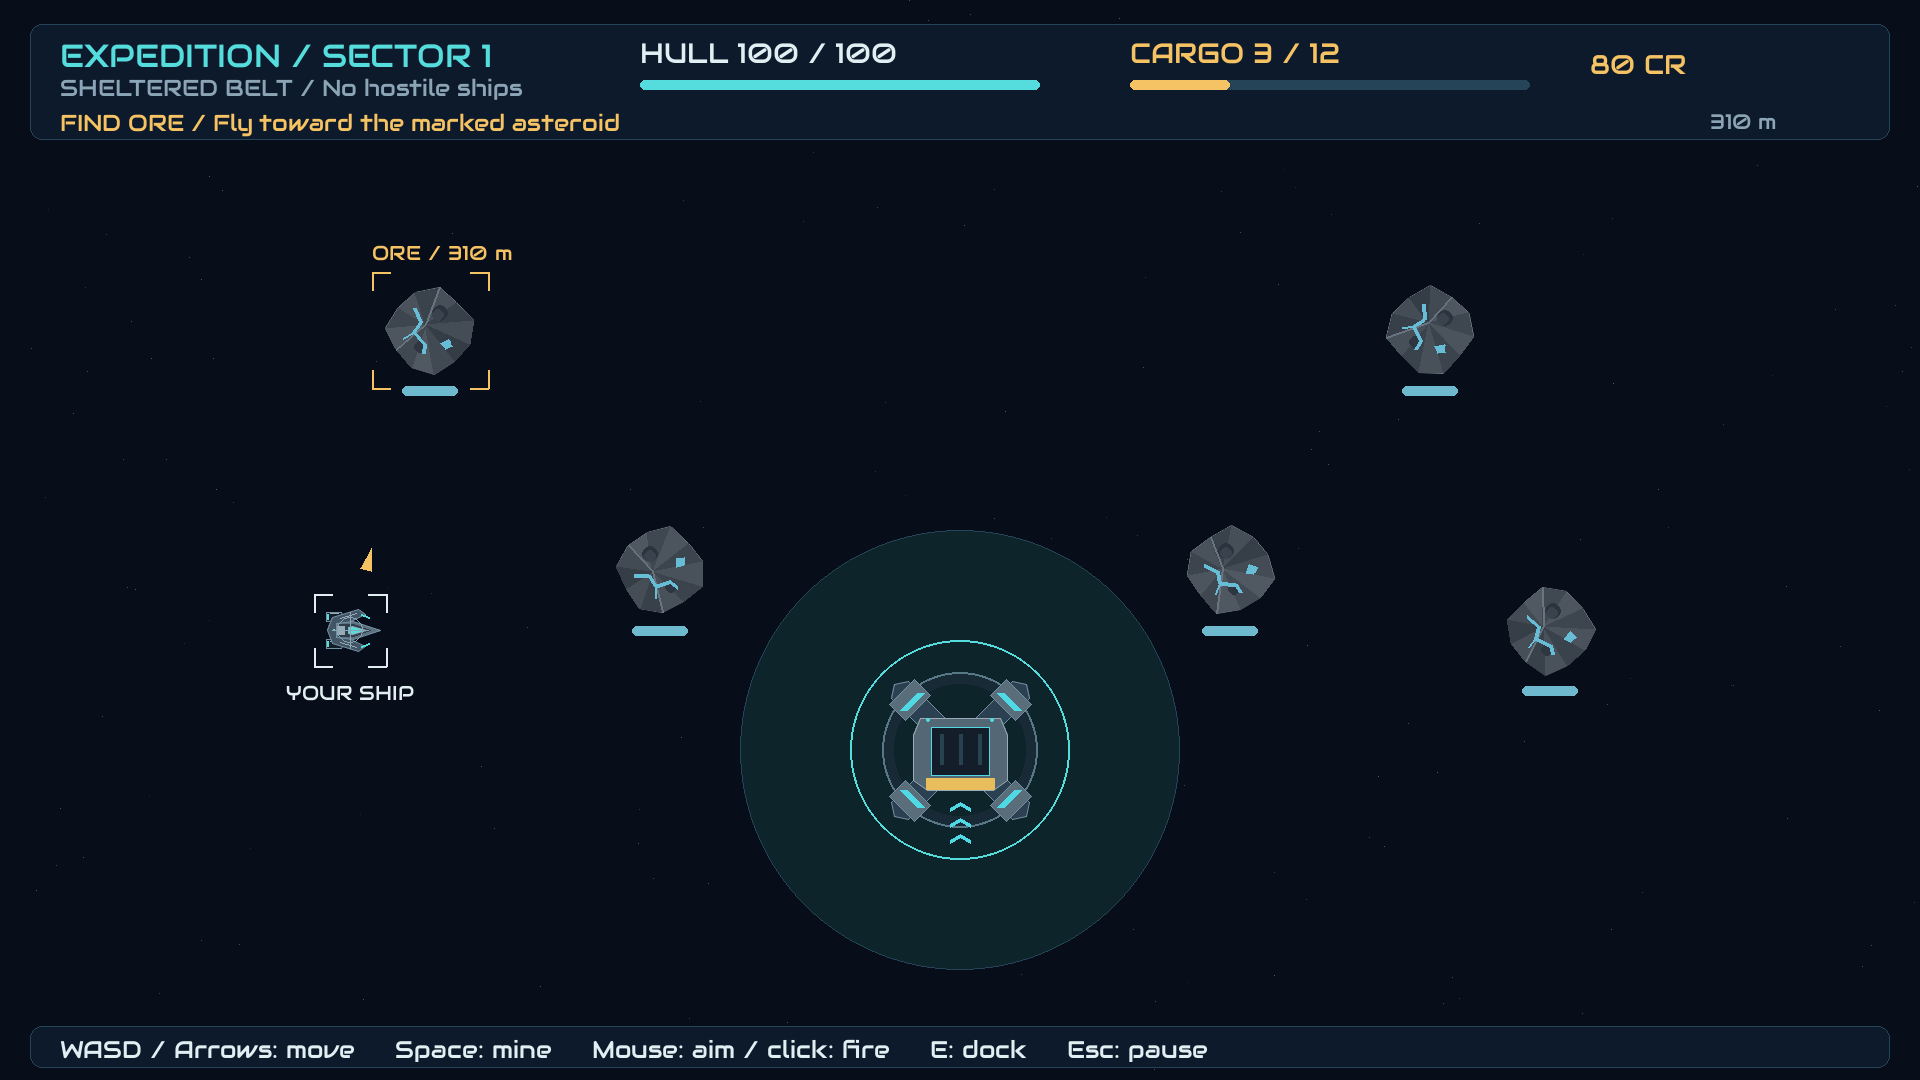 EXPEDITION / SECTOR 1
SHELTERED BELT / No hostile ships
FIND ORE / Fly toward the marked asteroid
HULL 100 / 100
CARGO 3 / 12
80 CR
310 m
ORE / 310 m
YOUR SHIP
WASD / Arrows: move Space: mine Mouse: aim / click: fire E: dock Esc: pause